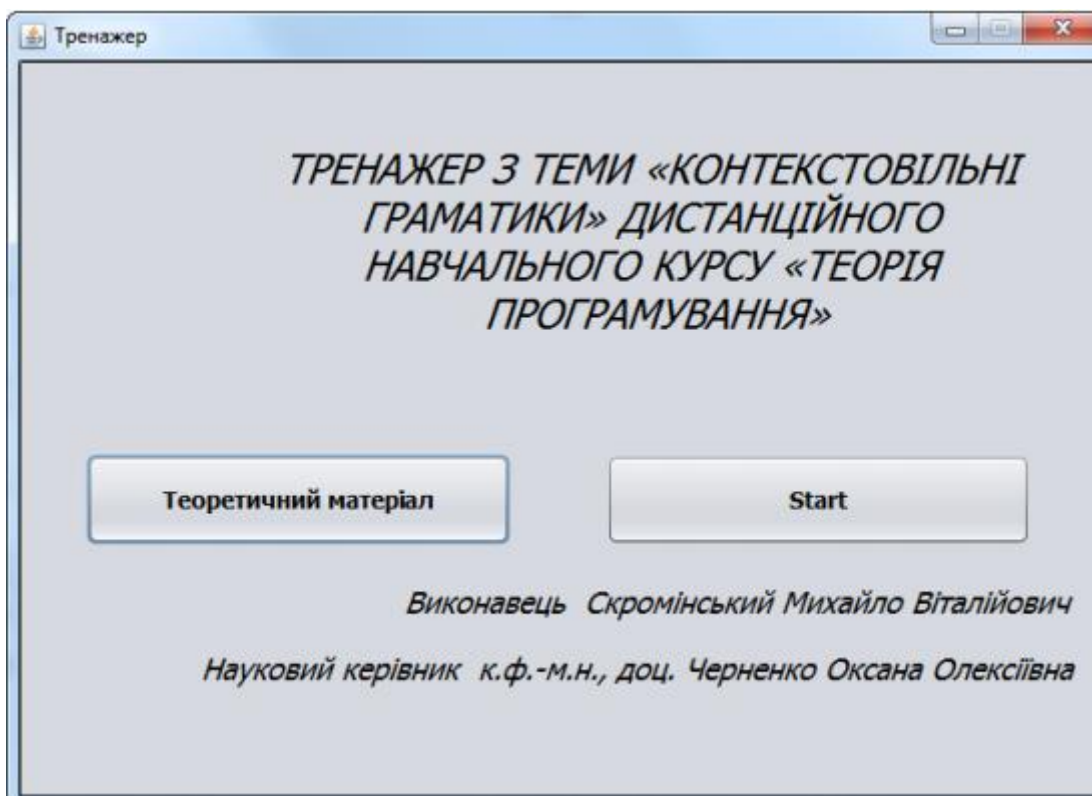 Тренажер
ТРЕНАЖЕР З ТЕМИ «КОНТЕКСТОВІЛЬНІ
ГРАМАТИКИ» ДИСТАНЦІЙНОГО
НАВЧАЛЬНОГО КУРСУ «ТЕОРІЯ
ПРОГРАМУВАННЯ»
Теоретичний матеріал
Start
Виконавець Скромінський Михайло Віталійович
Науковий керівник к.ф.-м.н., доц. Черненко Оксана Олексіївна